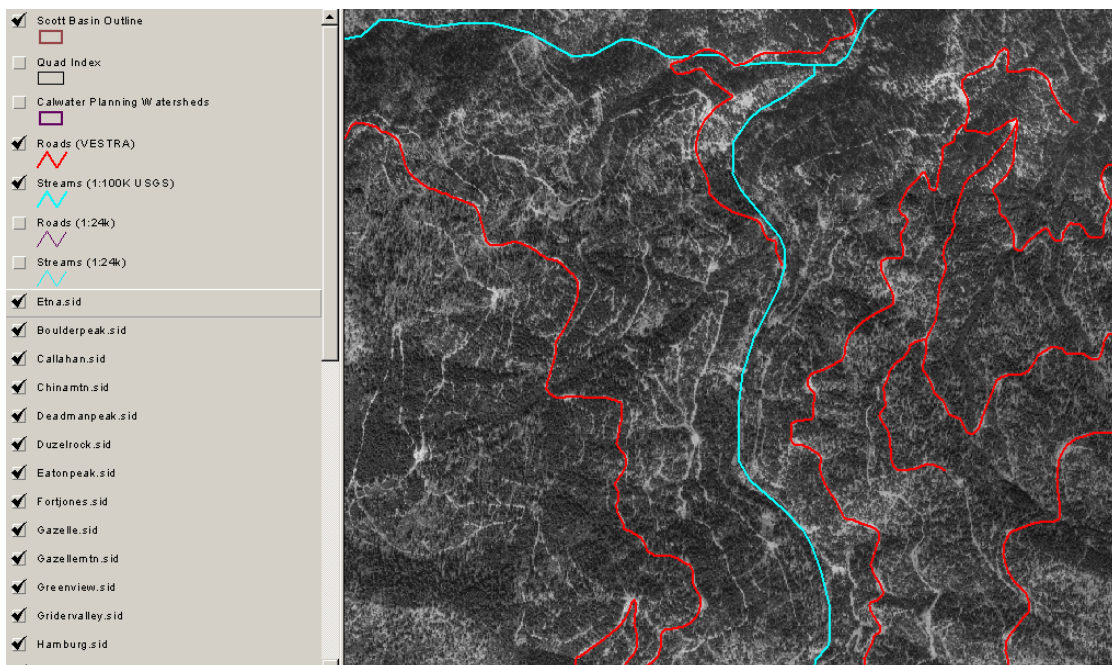 Scott Basin Outline
Quad Index
Calwater Planning Watersheds
Roads (VESTRA)
Streams (1:100K USGS)
Roads (1:24k)
Streams (1:24k)
Etna.sid
Boulderpeak.sid
Callahan.sid
Chinamtn.sid
Deadmanpeak.sid
Duzelrock.sid
Eatonpeak.sid
Fortjones.sid
Gazelle.sid
Gazellemtn.sid
Greenview.sid
Gridervalley.sid
Hamburg.sid